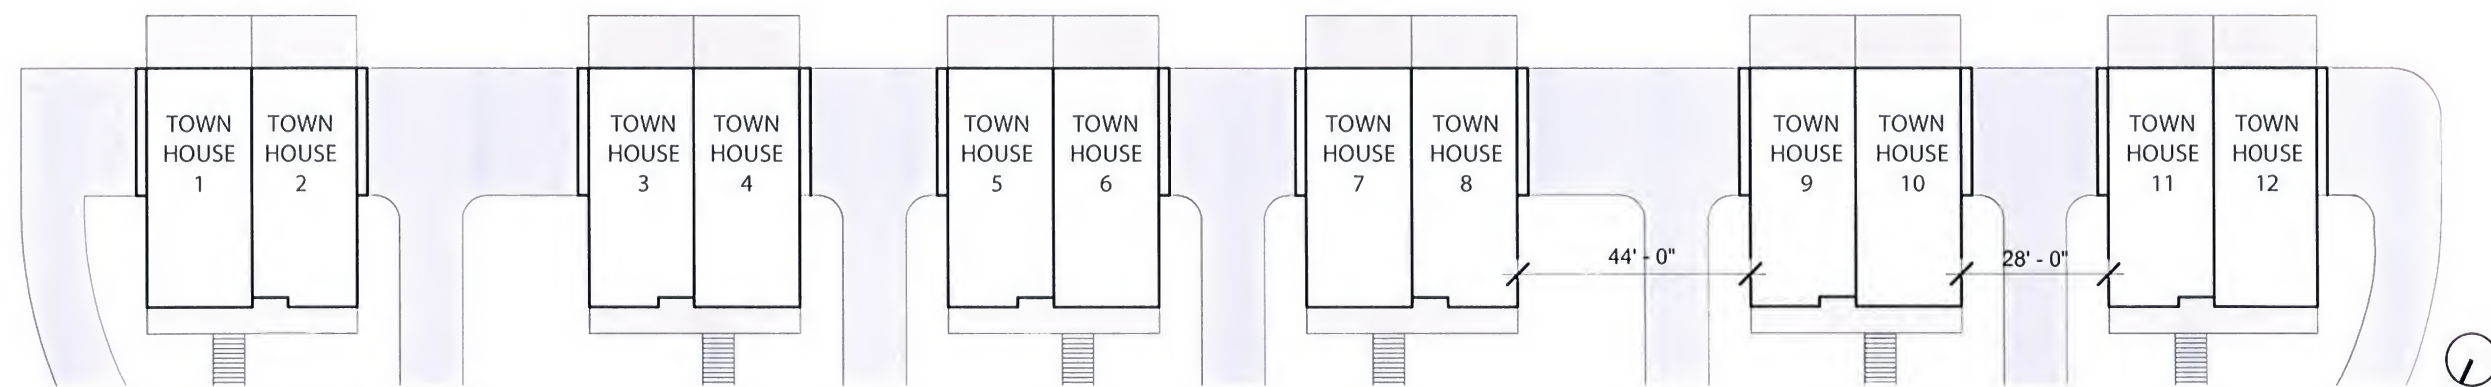 TOWN HOUSE 1
TOWN HOUSE 2
TOWN HOUSE 3
TOWN HOUSE 4
TOWN HOUSE 5
TOWN HOUSE 6
TOWN HOUSE 7
TOWN HOUSE 8
TOWN HOUSE 9
TOWN HOUSE 10
TOWN HOUSE 11
TOWN HOUSE 12
44' - 0"
28' - 0"